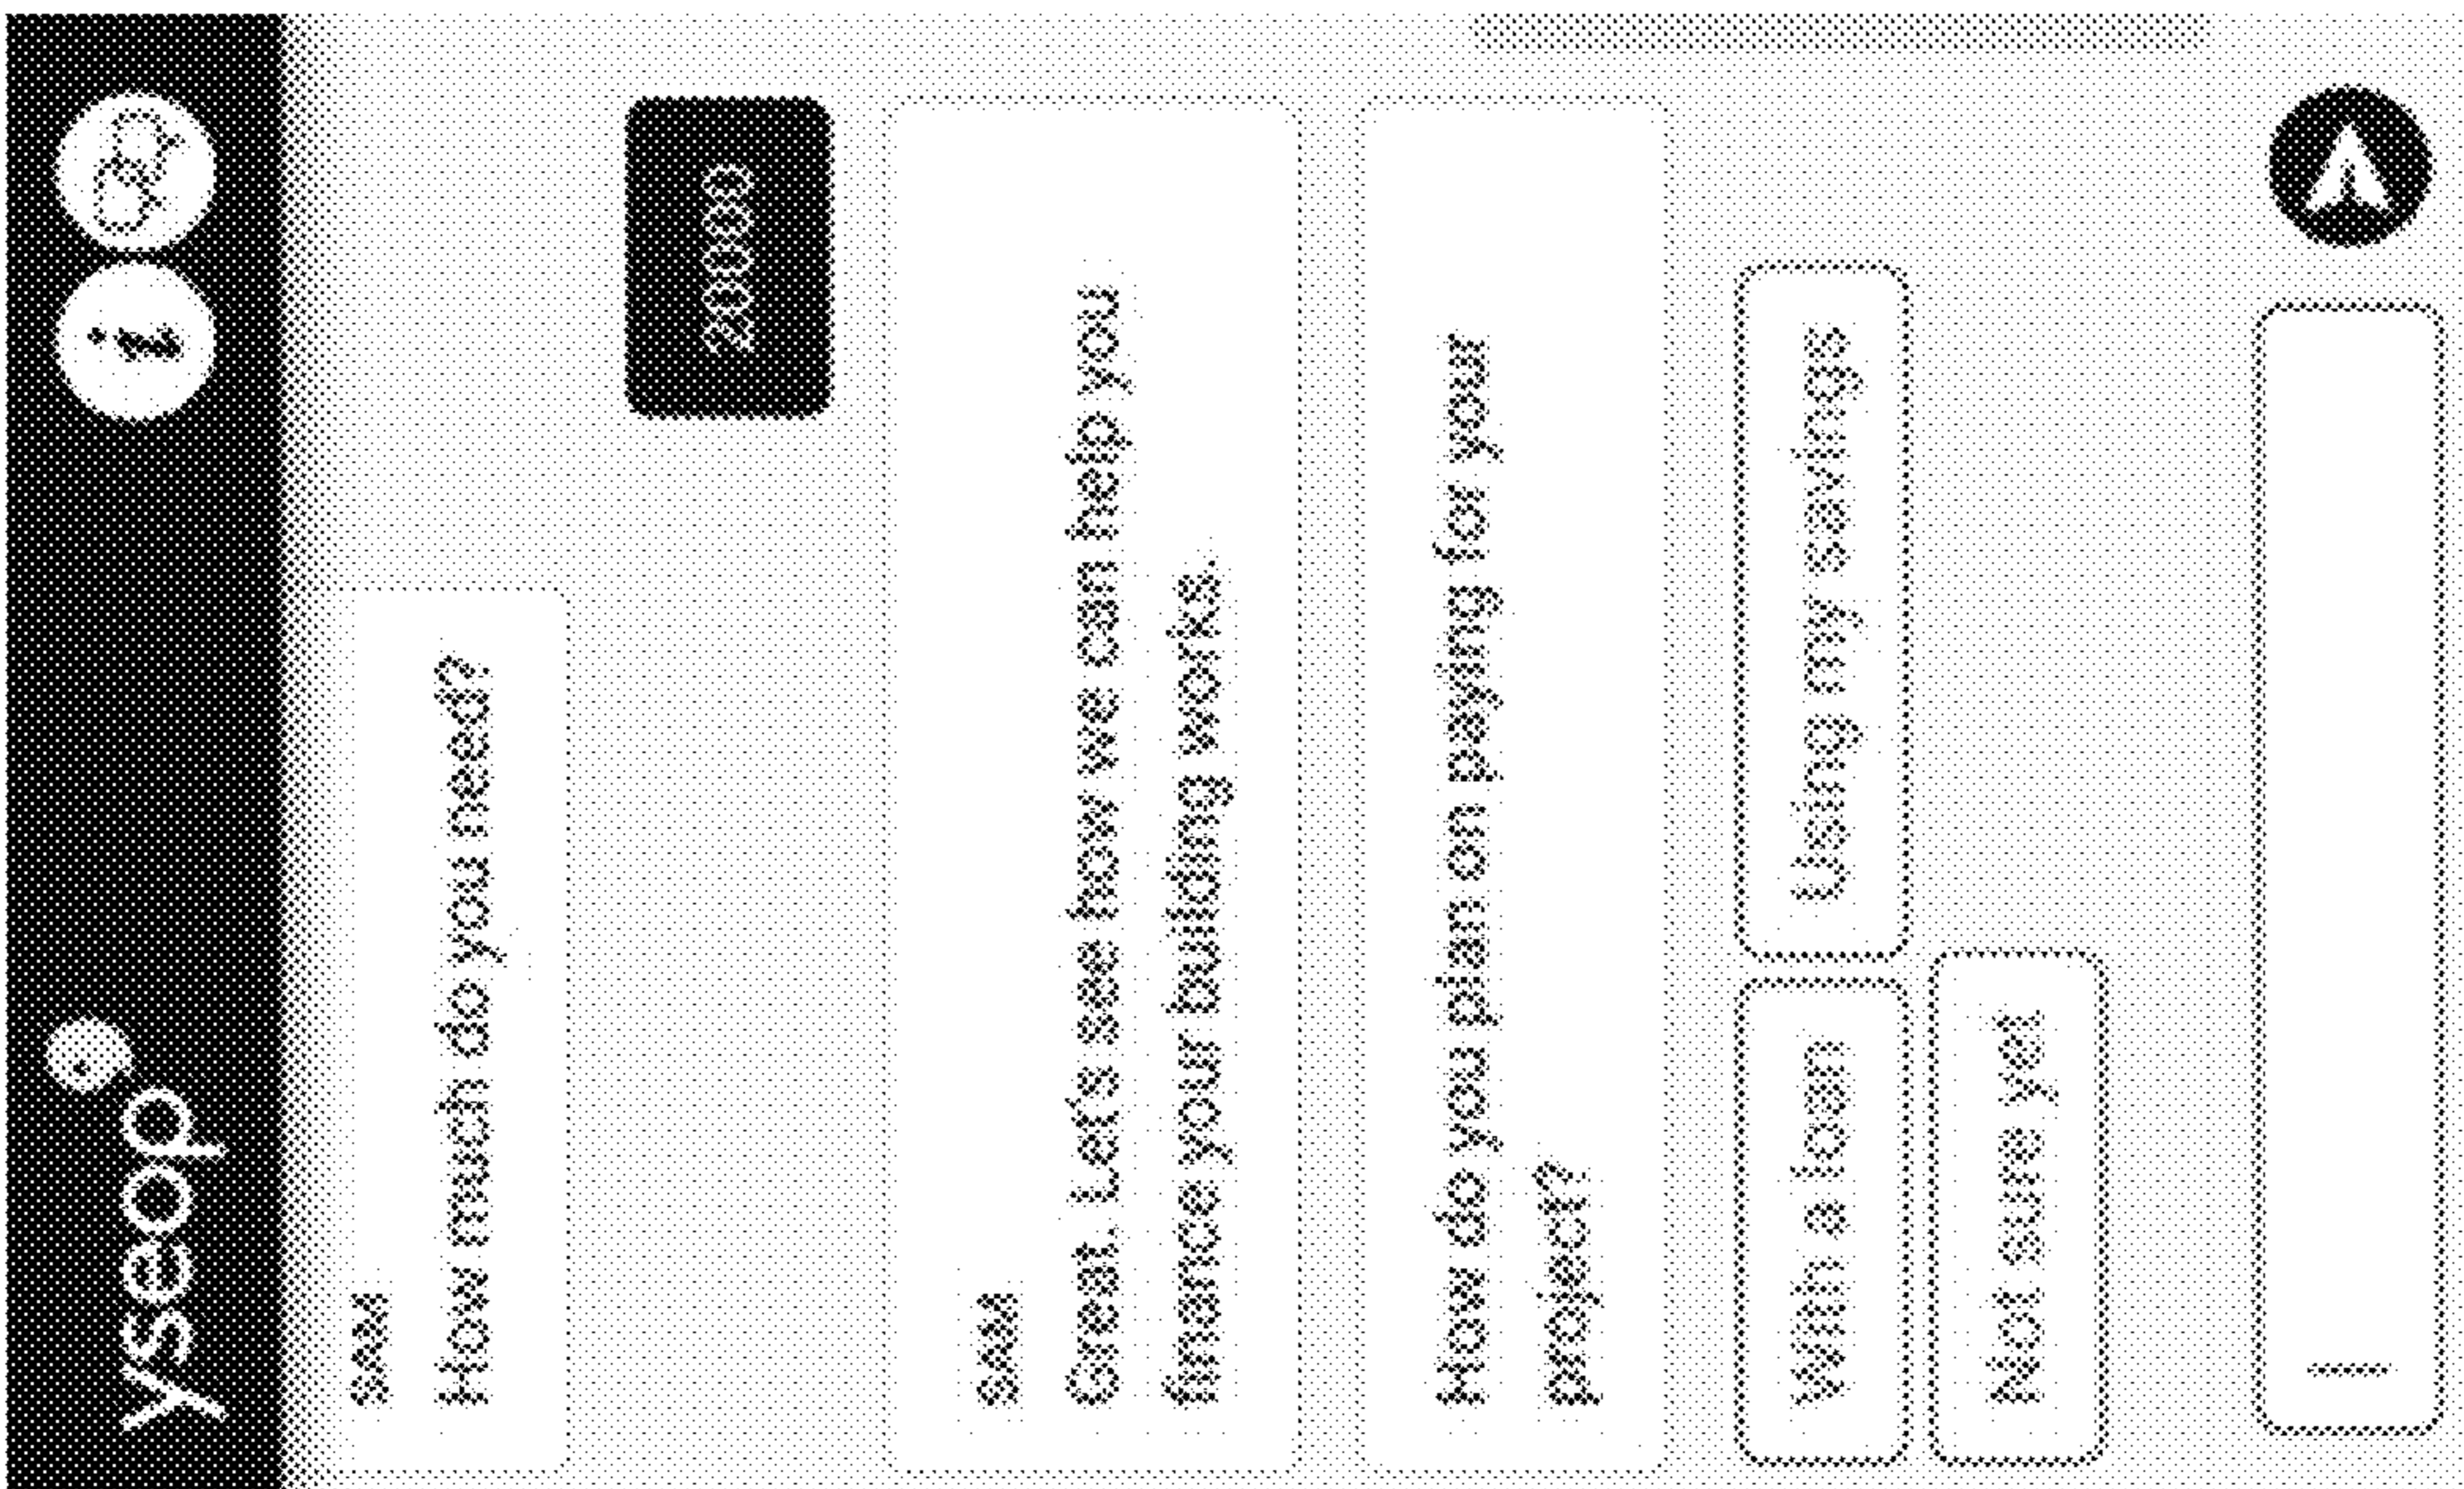 yseop
i
SAM
How much do you need?
20000
SAM
Great. Let's see how we can help you
finance your building works.
How do you plan on paying for your
project?
With a loan
Using my savings
Not sure yet